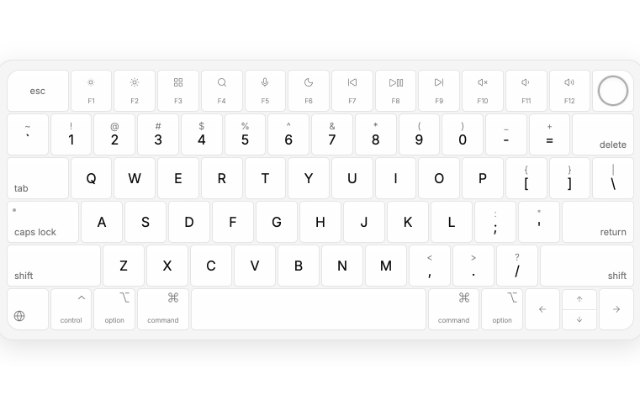 esc F1 F2 F3 F4 F5 F6 F7 F8 F9 F10 F11 F12
~ ! @ # $ % ^ & * ( ) _ +
` 1 2 3 4 5 6 7 8 9 0 - = delete
tab Q W E R T Y U I O P { [ } ] | \
caps lock A S D F G H J K L : ; " ' return
shift Z X C V B N M < , > . ? / shift
control option command command option